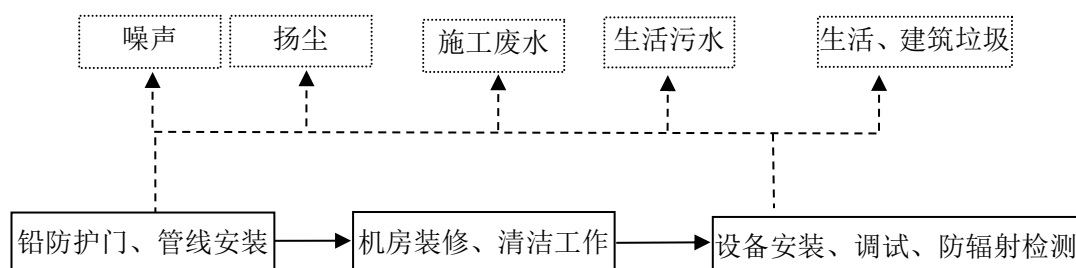 噪声
扬尘
施工废水
生活污水
生活、建筑垃圾
铅防护门、管线安装
机房装修、清洁工作
设备安装、调试、防辐射检测